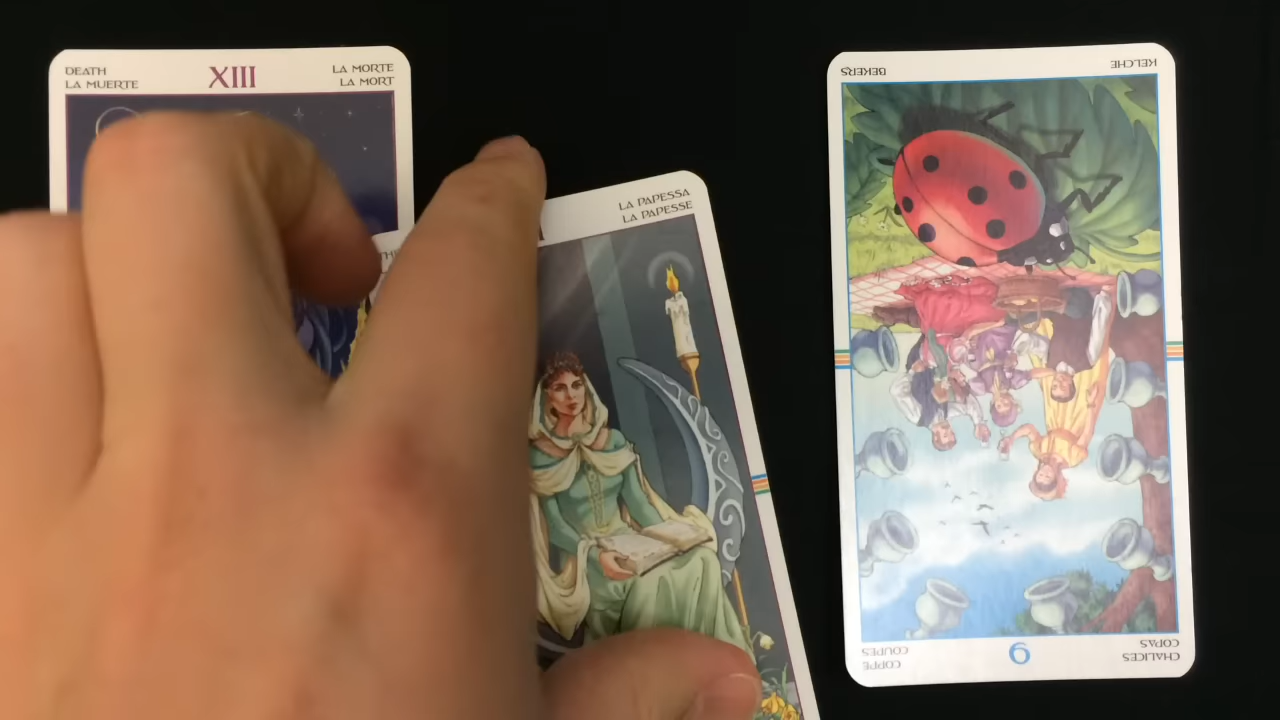 DEATH
LA MUERTE
XIII
LA MORTE
LA MORT
LA PAPESSA
LA PAPESSE
BEKERS
KELCHE
CHALICES
COPAS
9
COPPE
COUPES